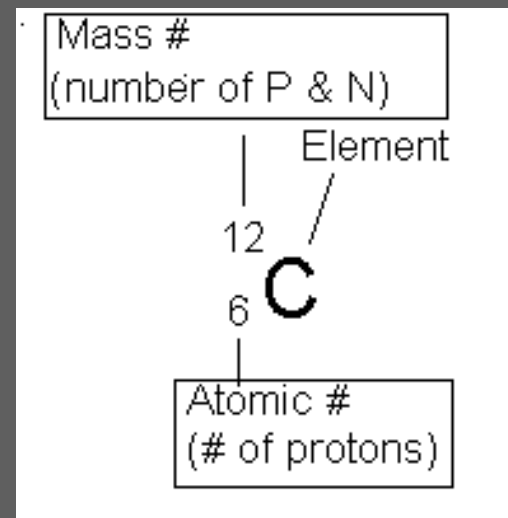 Mass #
(number of P & N)
Element
12
C
6
Atomic #
(# of protons)